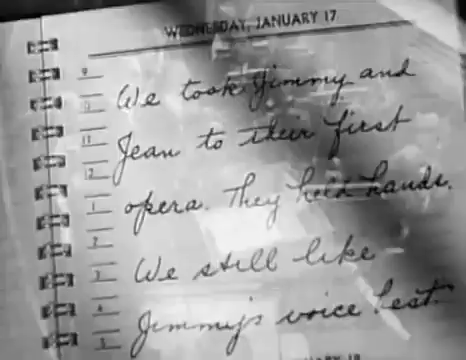 WEDNESDAY, JANUARY 17
9
10
11
12
1
2
3
4
5
We took Jimmy and
Jean to their first
opera. They held hands.
We still like
Jimmy's voice best.